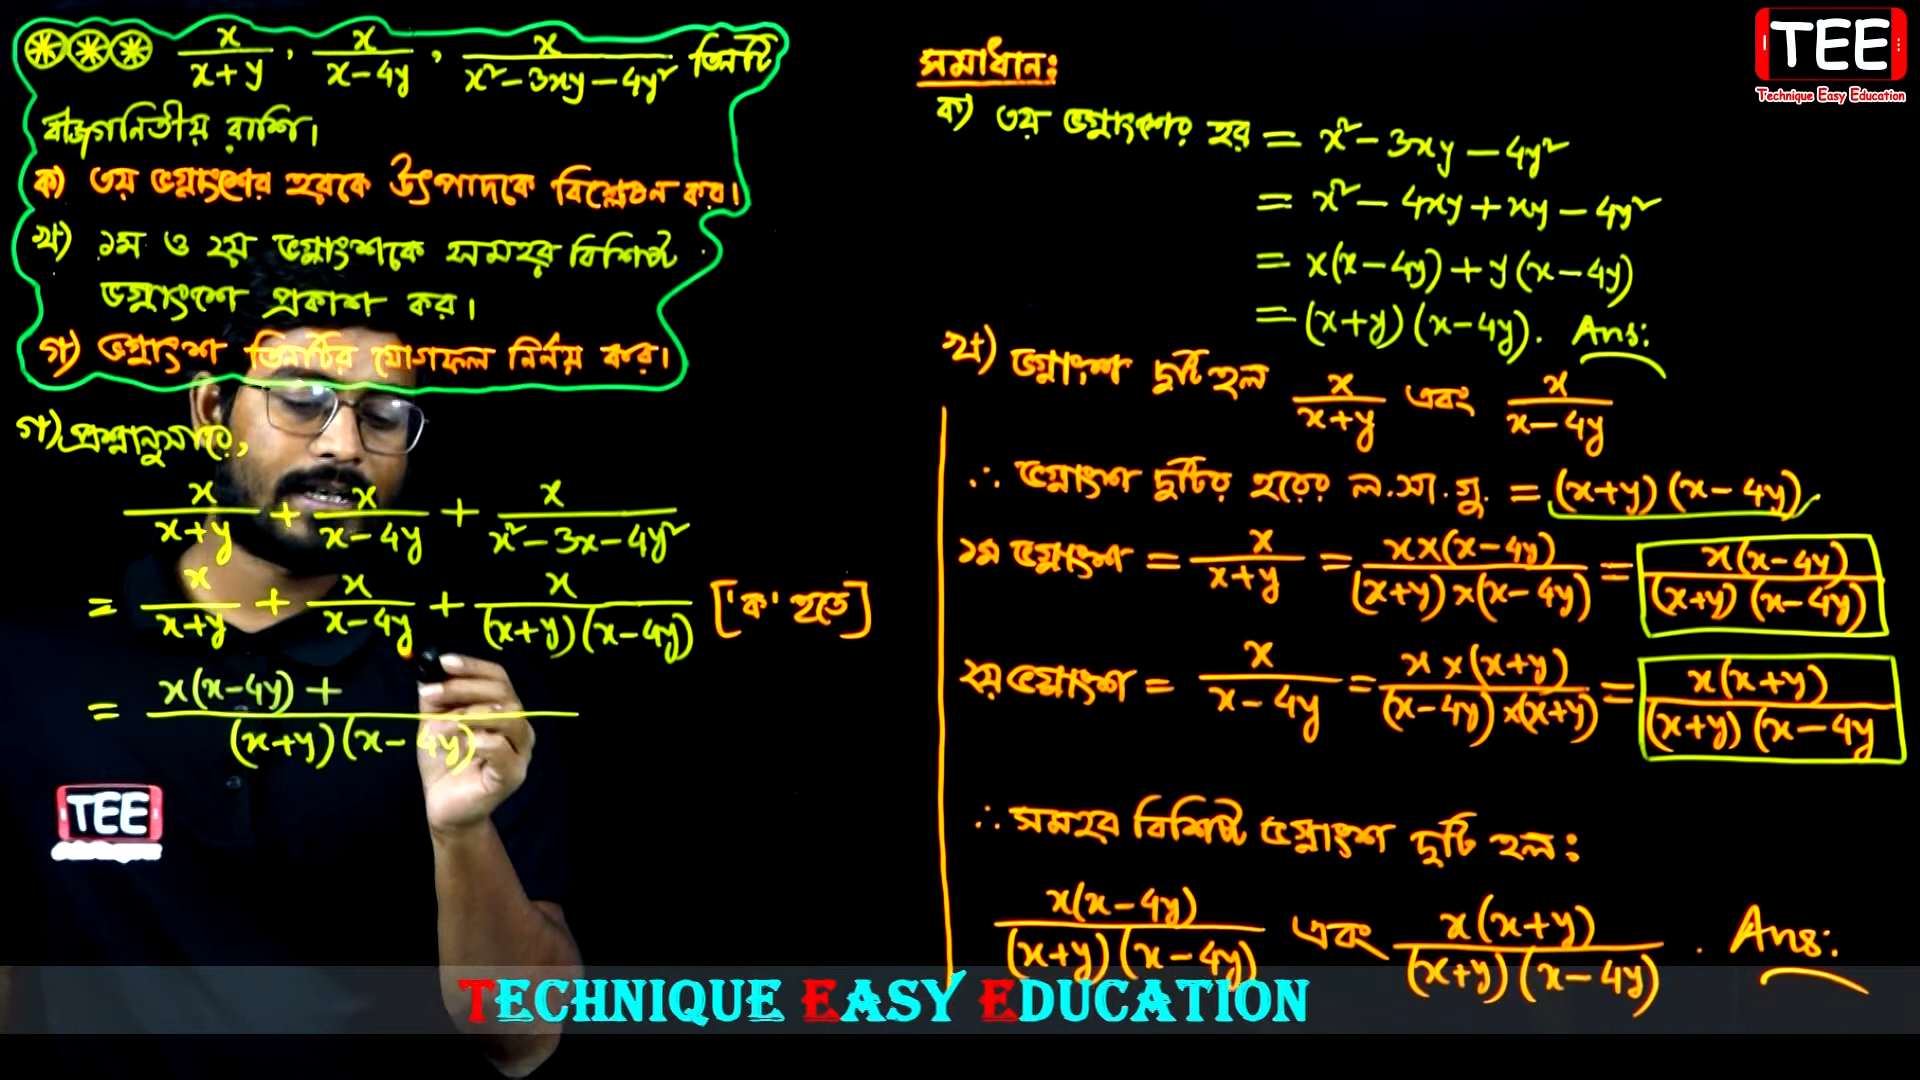 x/(x+y), x/(x-4y), x/(x²-3xy-4y²) তিনটি
বীজগনিতীয় রাশি।
ক) ৩য় ভগ্নাংশের হরকে উৎপাদকে বিশ্লেষন কর।
খ) ১ম ও ২য় ভগ্নাংশকে সমহর বিশিষ্ট
ভগ্নাংশে প্রকাশ কর।
গ) ভগ্নাংশ তিনটির যোগফল নির্নয় কর।
গ) প্রশ্নানুসারে,
x/(x+y) + x/(x-4y) + x/(x²-3x-4y²)
= x/(x+y) + x/(x-4y) + x/((x+y)(x-4y)) ['ক' হতে]
= x(x-4y)+
(x+y)(x-4y)
TEE
সমাধান:
ক) ৩য় ভগ্নাংশের হর = x²-3xy-4y²
= x²-4xy+xy-4y²
= x(x-4y)+y(x-4y)
= (x+y)(x-4y). Ans:
খ) ভগ্নাংশ দুটি হল x/(x+y) এবং x/(x-4y)
∴ ভগ্নাংশ দুটির হরের ল.সা.গু. = (x+y)(x-4y),
১ম ভগ্নাংশ = x/(x+y) = x×(x-4y)/((x+y)×(x-4y)) = x(x-4y)/((x+y)(x-4y))
২য় ভগ্নাংশ = x/(x-4y) = x×(x+y)/((x-4y)×(x+y)) = x(x+y)/((x+y)(x-4y
∴ সমহর বিশিষ্ট ভগ্নাংশ দুটি হল:
x(x-4y)/((x+y)(x-4y)) এবং x(x+y)/((x+y)(x-4y)). Ans:
TEE
Technique Easy Education
TECHNIQUE EASY EDUCATION